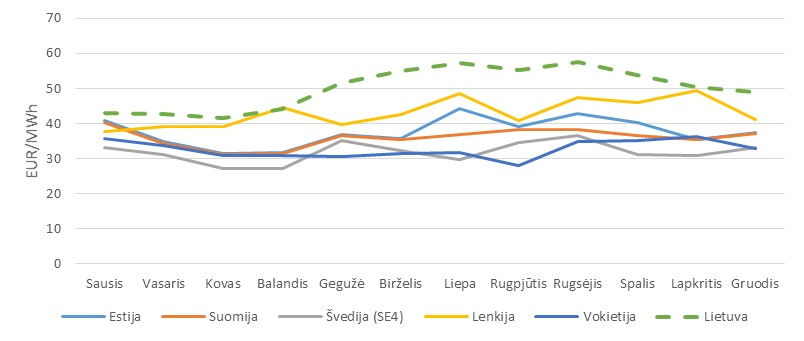 70
60
50
40
30
20
10
0
EUR/MWh
Sausis Vasaris Kovas Balandis Gegužė Birželis Liepa Rugpjūtis Rugsėjis Spalis Lapkritis Gruodis
Estija Suomija Švedija (SE4) Lenkija Vokietija Lietuva